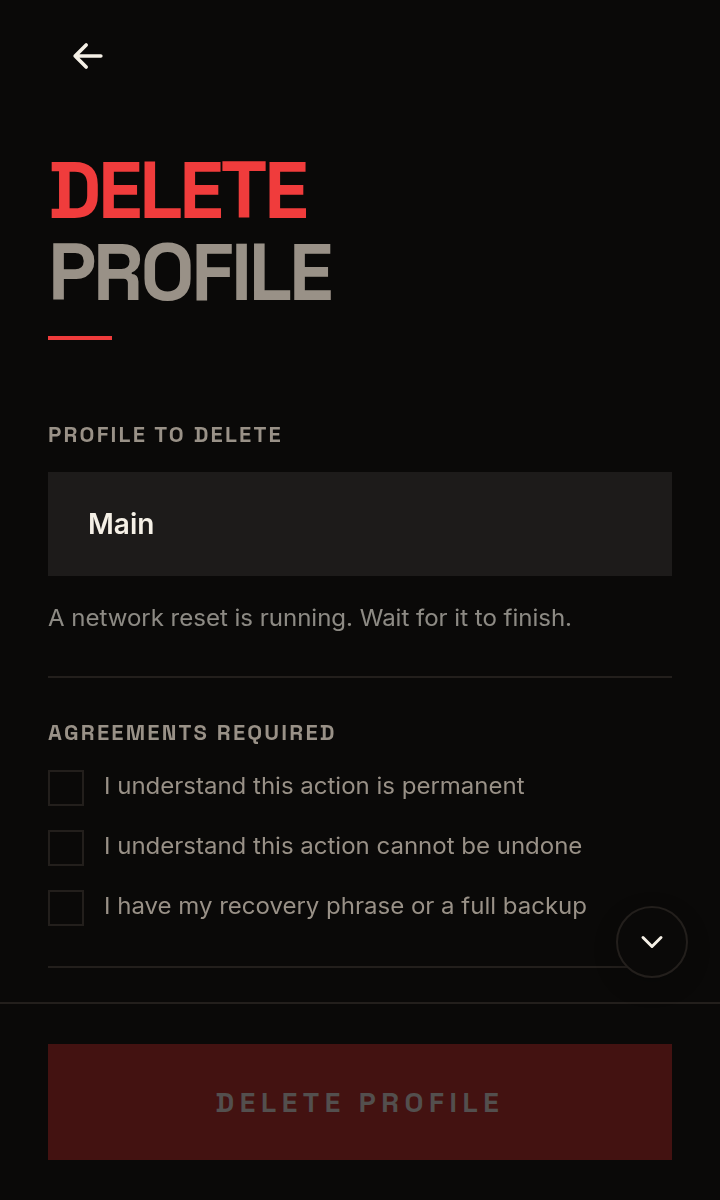 DELETE
PROFILE
PROFILE TO DELETE
Main
A network reset is running. Wait for it to finish.
AGREEMENTS REQUIRED
I understand this action is permanent
I understand this action cannot be undone
I have my recovery phrase or a full backup
DELETE PROFILE